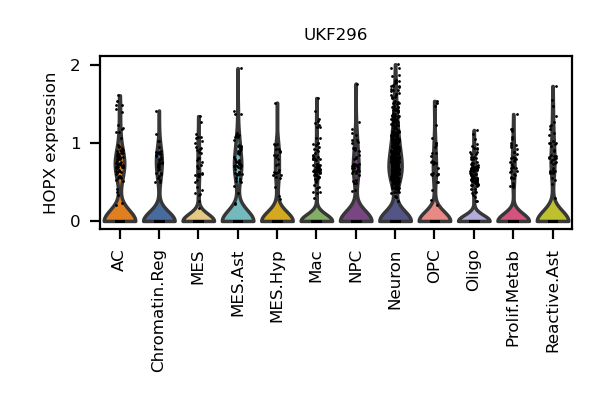 UKF296
HOPX expression
2
1
0
AC
Chromatin.Reg
MES
MES.Ast
MES.Hyp
Mac
NPC
Neuron
OPC
Oligo
Prolif.Metab
Reactive.Ast